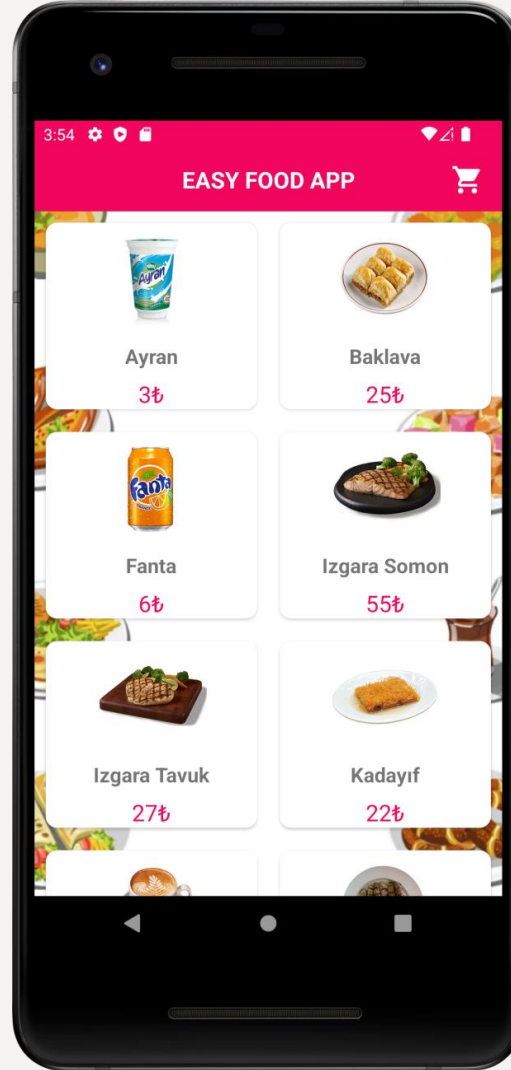 3:54
EASY FOOD APP
Ayran
Ayran
3₺
Baklava
25₺
Fanta
Fanta
6₺
Izgara Somon
55₺
Izgara Tavuk
27₺
Kadayıf
22₺